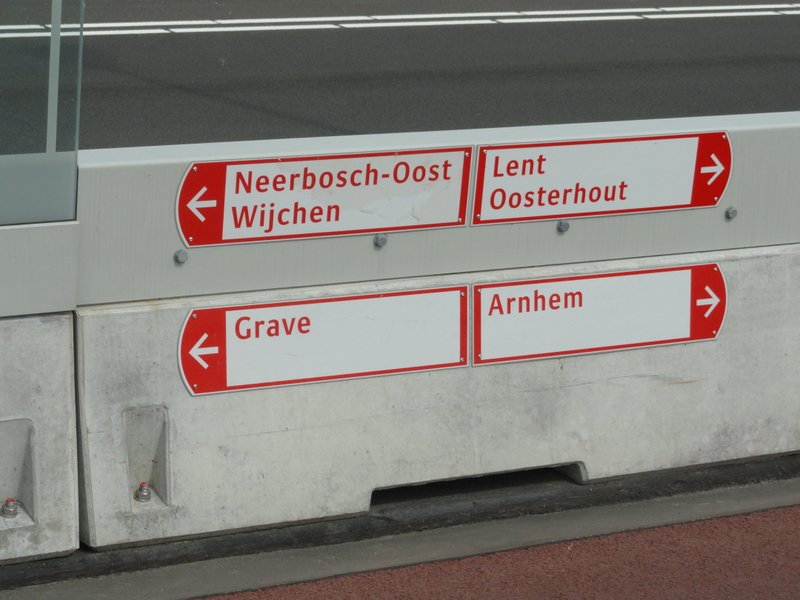 Neerbosch-Oost
Wijchen
Lent
Oosterhout
Grave
Arnhem